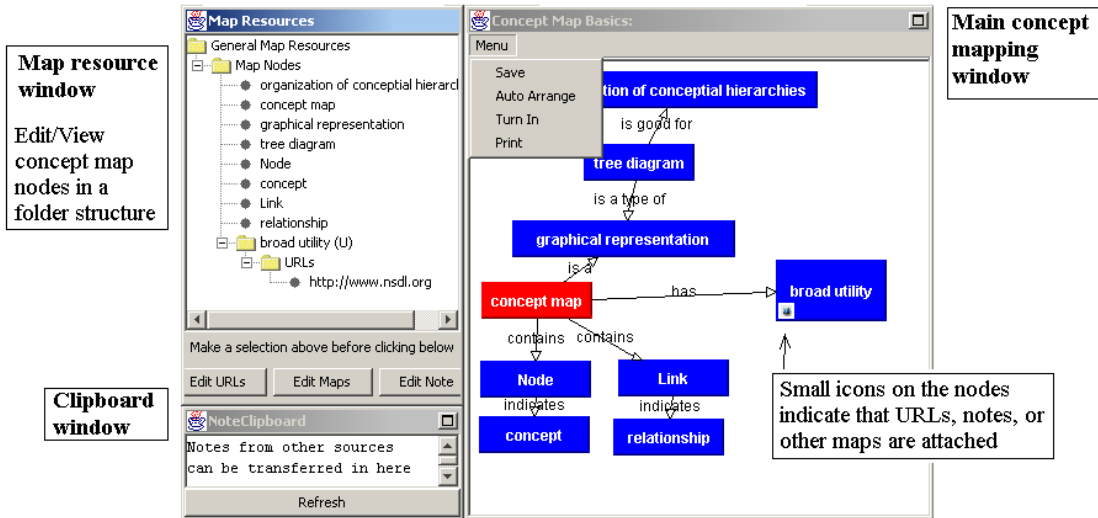 Map resource
window
Edit/View
concept map
nodes in a
folder structure
Clipboard
window
Map Resources
General Map Resources
Map Nodes
organization of conceptial hierarcl
concept map
graphical representation
tree diagram
Node
concept
Link
relationship
broad utility (U)
URLs
http://www.nsdl.org
Make a selection above before clicking below
Edit URLs
Edit Maps
Edit Note
NoteClipboard
Notes from other sources
can be transferred in here
Refresh
Concept Map Basics:
Menu
Save
Auto Arrange
Turn In
Print
tion of conceptial hierarchies
is good for
tree diagram
is a type of
graphical representation
is a
concept map
has
broad utility
contains
contains
Node
Link
indicates
indicates
concept
relationship
Main concept
mapping
window
Small icons on the nodes
indicate that URLs, notes, or
other maps are attached